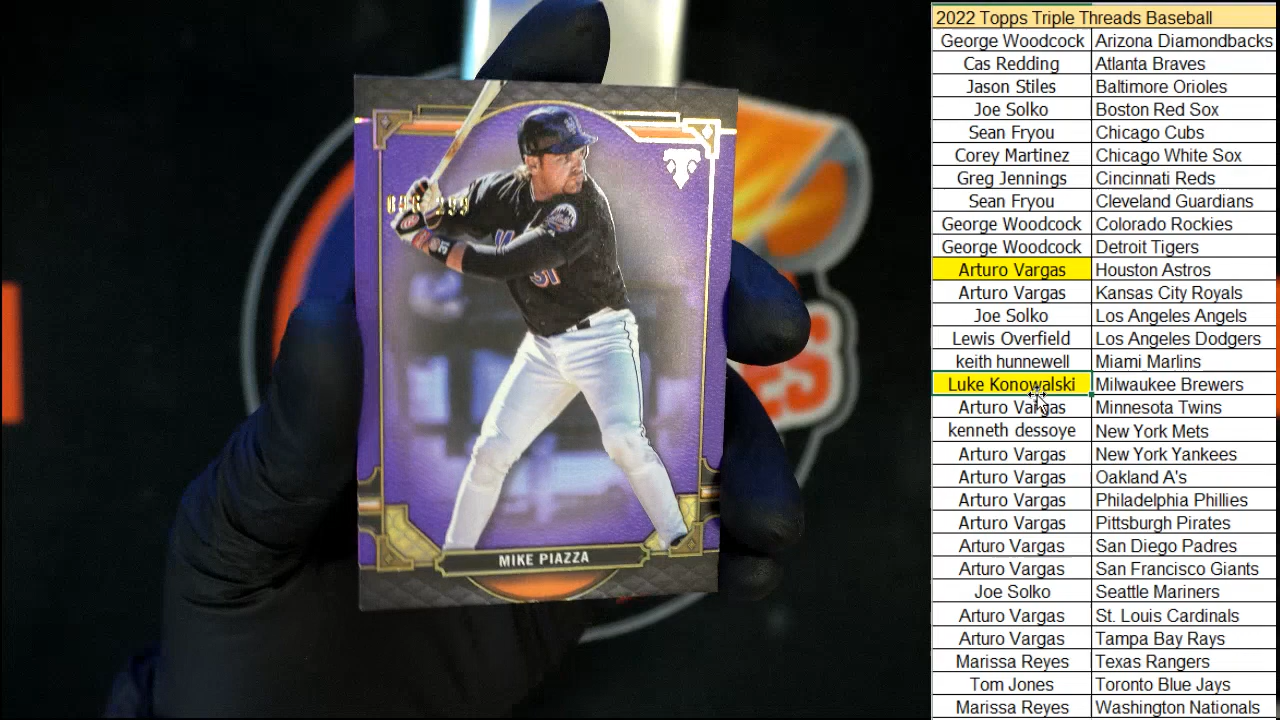 MIKE PIAZZA
31
2022 Topps Triple Threads Baseball
George Woodcock Arizona Diamondbacks
Cas Redding Atlanta Braves
Jason Stiles Baltimore Orioles
Joe Solko Boston Red Sox
Sean Fryou Chicago Cubs
Corey Martinez Chicago White Sox
Greg Jennings Cincinnati Reds
Sean Fryou Cleveland Guardians
George Woodcock Colorado Rockies
George Woodcock Detroit Tigers
Arturo Vargas Houston Astros
Arturo Vargas Kansas City Royals
Joe Solko Los Angeles Angels
Lewis Overfield Los Angeles Dodgers
keith hunnewell Miami Marlins
Luke Konowalski Milwaukee Brewers
Arturo Vargas Minnesota Twins
kenneth dessoye New York Mets
Arturo Vargas New York Yankees
Arturo Vargas Oakland A's
Arturo Vargas Philadelphia Phillies
Arturo Vargas Pittsburgh Pirates
Arturo Vargas San Diego Padres
Arturo Vargas San Francisco Giants
Joe Solko Seattle Mariners
Arturo Vargas St. Louis Cardinals
Arturo Vargas Tampa Bay Rays
Marissa Reyes Texas Rangers
Tom Jones Toronto Blue Jays
Marissa Reyes Washington Nationals